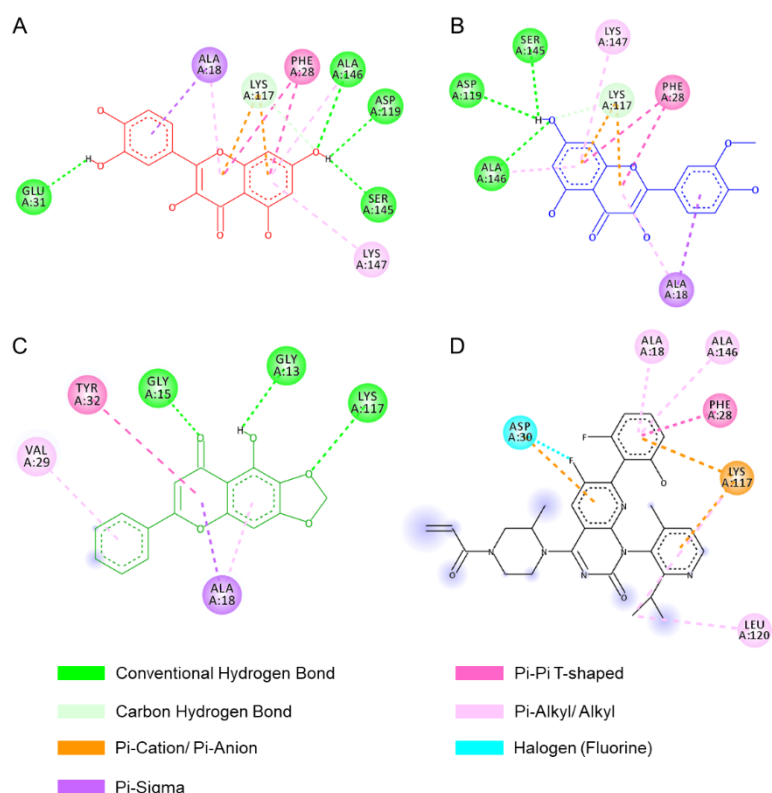 A
ALA
A:18
LYS
A:117
PHE
A:28
ALA
A:146
ASP
A:119
GLU
A:31
SER
A:145
LYS
A:147
O
O
H
O
O
O
O
O
H
B
SER
A:145
LYS
A:147
ASP
A:119
LYS
A:117
PHE
A:28
ALA
A:146
ALA
A:18
H
O
O
O
O
O
O
O
C
TYR
A:32
GLY
A:15
GLY
A:13
LYS
A:117
VAL
A:29
ALA
A:18
O
H
O
O
O
O
D
ALA
A:18
ALA
A:146
PHE
A:28
ASP
A:30
LYS
A:117
LEU
A:120
F
F
O
N
N
N
N
N
N
O
O
Conventional Hydrogen Bond
Carbon Hydrogen Bond
Pi-Cation/ Pi-Anion
Pi-Sigma
Pi-Pi T-shaped
Pi-Alkyl/ Alkyl
Halogen (Fluorine)